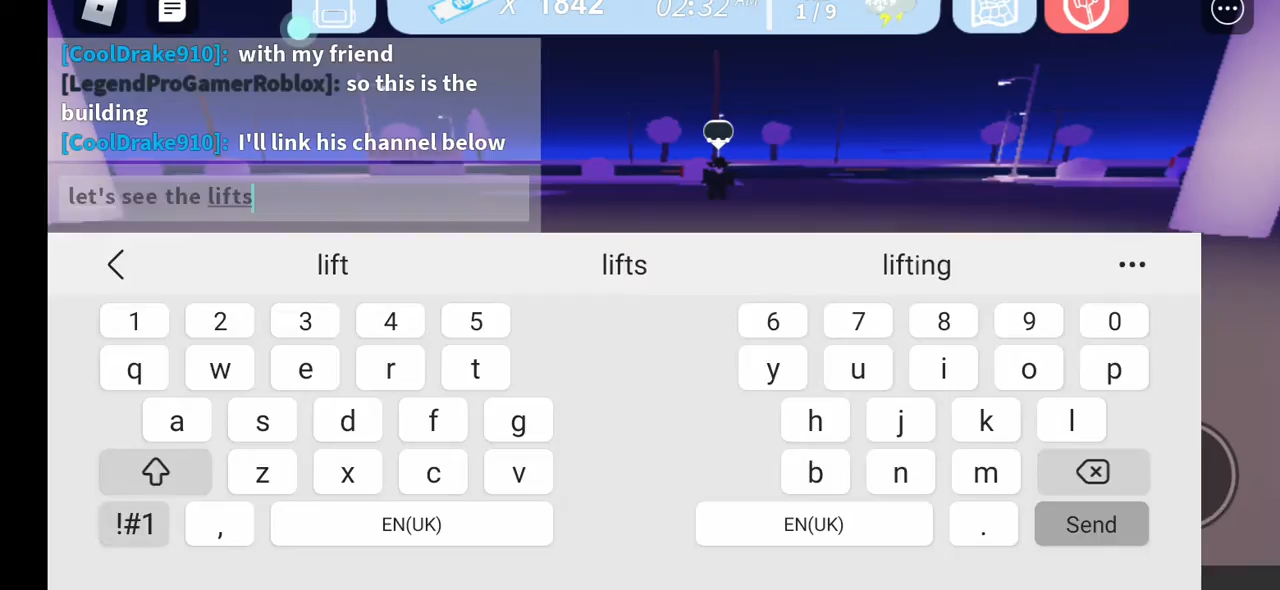 X 1842 02:32 AM 1/9
[CoolDrake910]: with my friend
[LegendProGamerRoblox]: so this is the
building
[CoolDrake910]: I'll link his channel below
let's see the lifts
lift lifts lifting
1 2 3 4 5 6 7 8 9 0
q w e r t y u i o p
a s d f g h j k l
z x c v b n m
!#1 , EN(UK) EN(UK) . Send